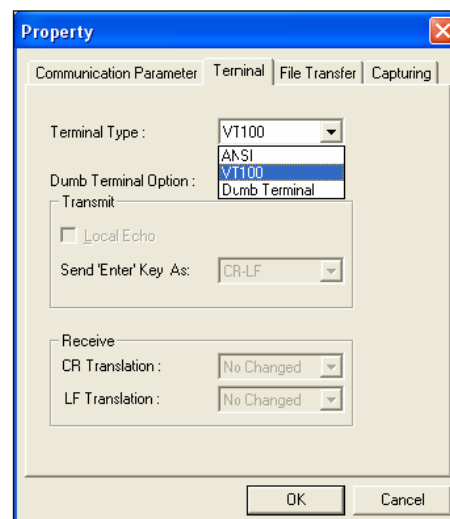 Property
Communication Parameter Terminal File Transfer Capturing
Terminal Type : VT100
ANSI
VT100
Dumb Terminal
Dumb Terminal Option :
Transmit
Local Echo
Send 'Enter' Key As: CR-LF
Receive
CR Translation : No Changed
LF Translation : No Changed
OK Cancel